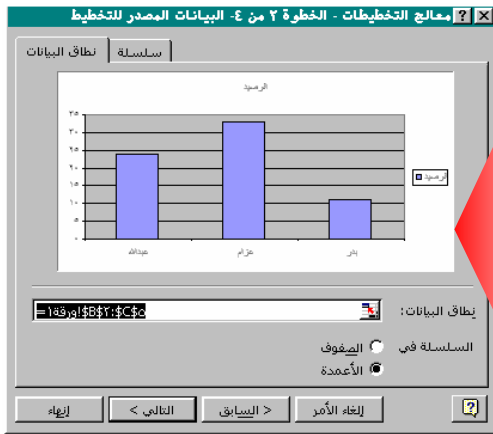 معالج التخطيطات - الخطوة ٢ من ٤- البيانات المصدر للتخطيط
نطاق البيانات
سلسلة
الرصيد
٣٥
٣٠
٢٥
٢٠
١٥
١٠
٥
٠
عبدالله
عزام
بدر
الرصيد
نطاق البيانات:
=ورقة١!$B$٢:$C$٥
السلسلة في
الصفوف
الأعمدة
إلغاء الأمر
< السابق
التالي >
إنهاء